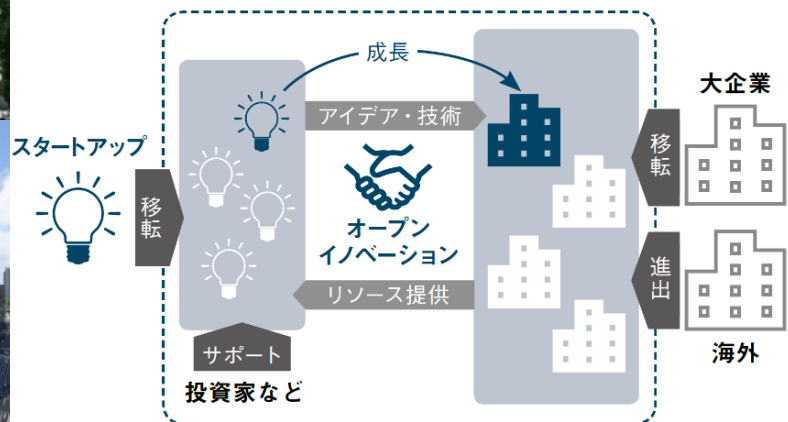 成長
大企業
アイデア・技術
スタートアップ
移転
移転
オープン
イノベーション
進出
リソース提供
サポート
海外
投資家など